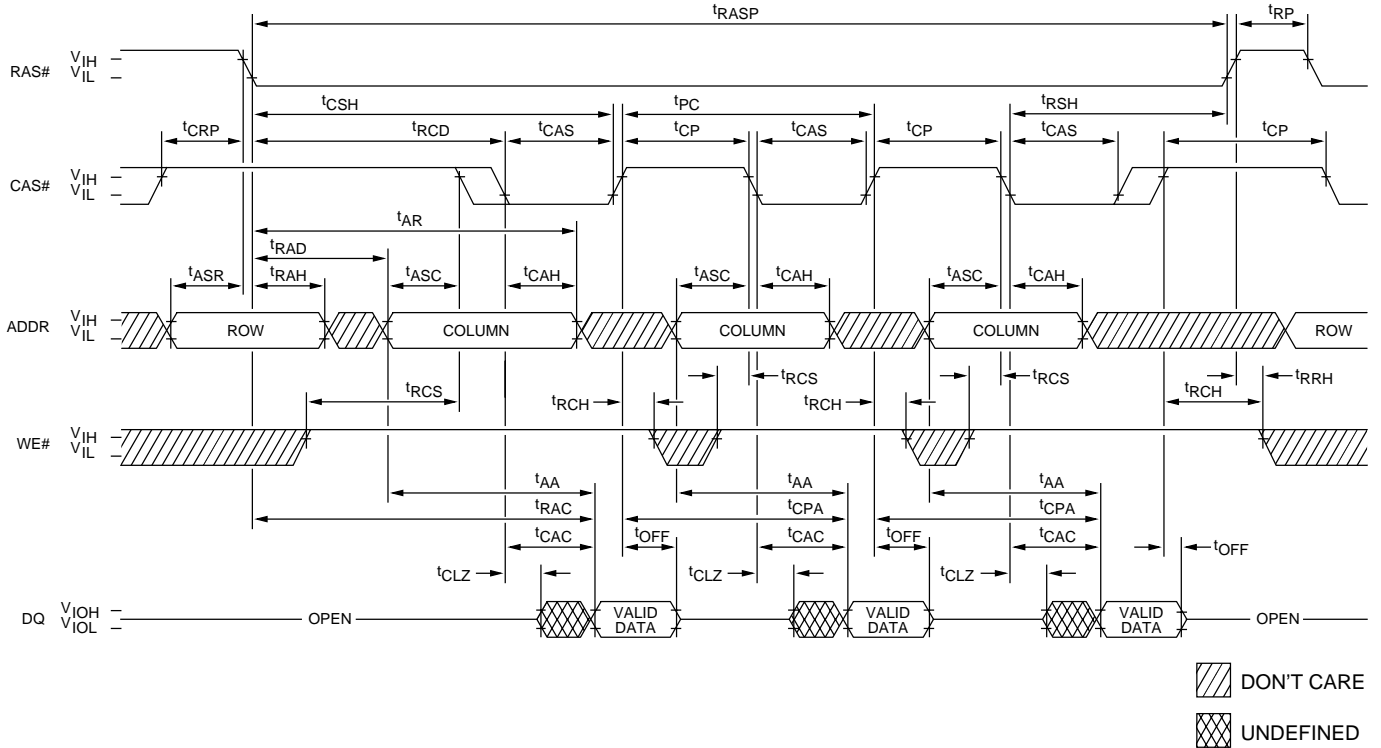 tRASP tRP
RAS# VIH
VIL
tCSH tPC tRSH
tCRP tRCD tCAS tCP tCAS tCP tCAS tCP
CAS# VIH
VIL
tAR
tRAD
tASR tRAH tASC tCAH tASC tCAH tASC tCAH
ADDR VIH
VIL
ROW COLUMN COLUMN COLUMN ROW
tRCS tRCH tRCS tRCH tRCS tRCH tRRH
WE# VIH
VIL
tAA tAA tAA
tRAC tCPA tCPA
tCAC tOFF tCAC tOFF tCAC tOFF
tCLZ tCLZ tCLZ
DQ VIOH
VIOL
OPEN VALID DATA VALID DATA VALID DATA OPEN
DON'T CARE
UNDEFINED